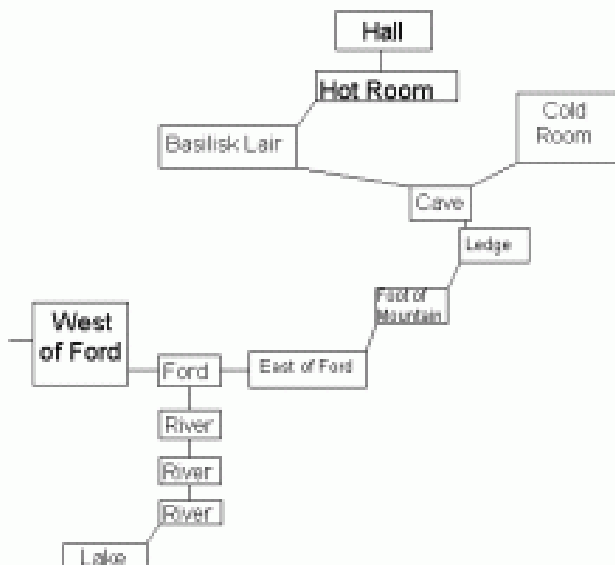 Hall
Hot Room
Cold
Room
Basilisk Lair
Cave
Ledge
Foot of
Mountain
West
of Ford
Ford
East of Ford
River
River
River
Lake